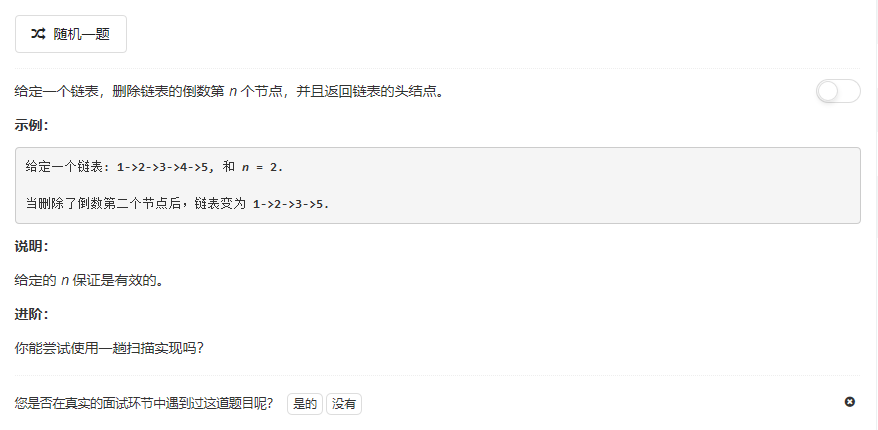 随机一题
给定一个链表，删除链表的倒数第 n 个节点，并且返回链表的头结点。
示例：
给定一个链表: 1->2->3->4->5, 和 n = 2.
当删除了倒数第二个节点后，链表变为 1->2->3->5.
说明：
给定的 n 保证是有效的。
进阶：
你能尝试使用一趟扫描实现吗？
您是否在真实的面试环节中遇到过这道题目呢？ 是的 没有